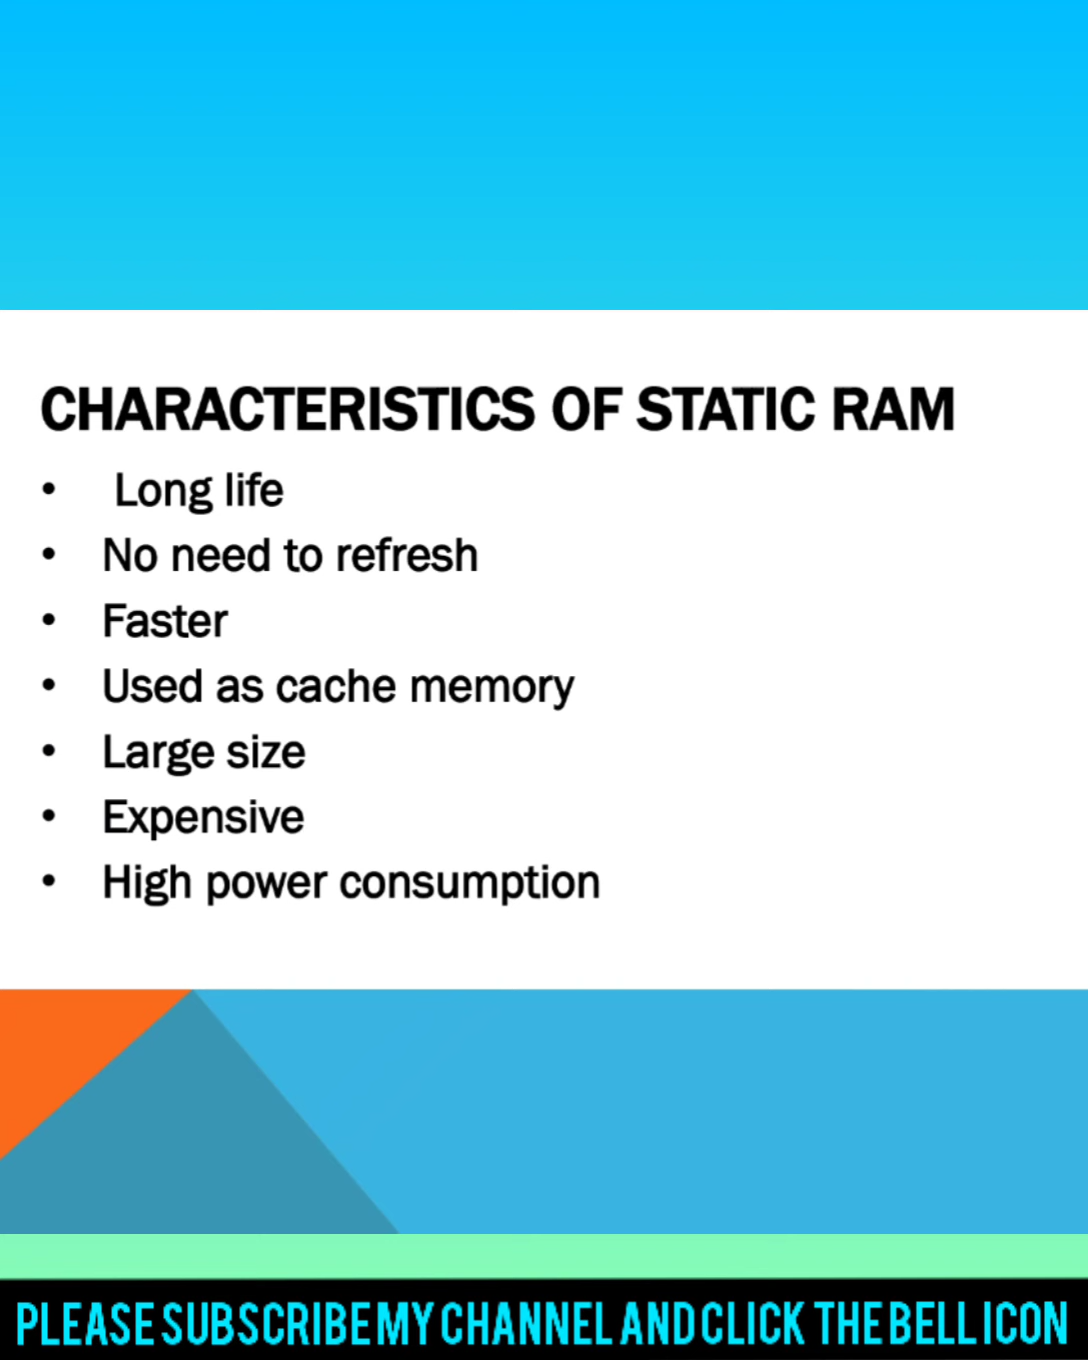 CHARACTERISTICS OF STATIC RAM
• Long life
• No need to refresh
• Faster
• Used as cache memory
• Large size
• Expensive
• High power consumption
PLEASE SUBSCRIBE MY CHANNEL AND CLICK THE BELL ICON